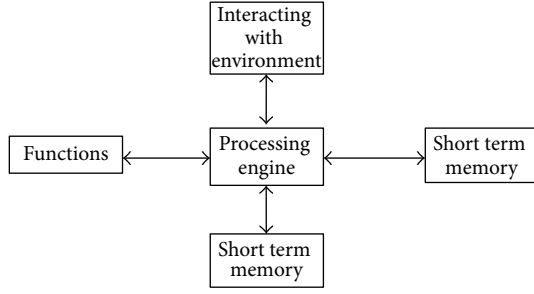 Interacting
with
environment
Functions
Processing
engine
Short term
memory
Short term
memory